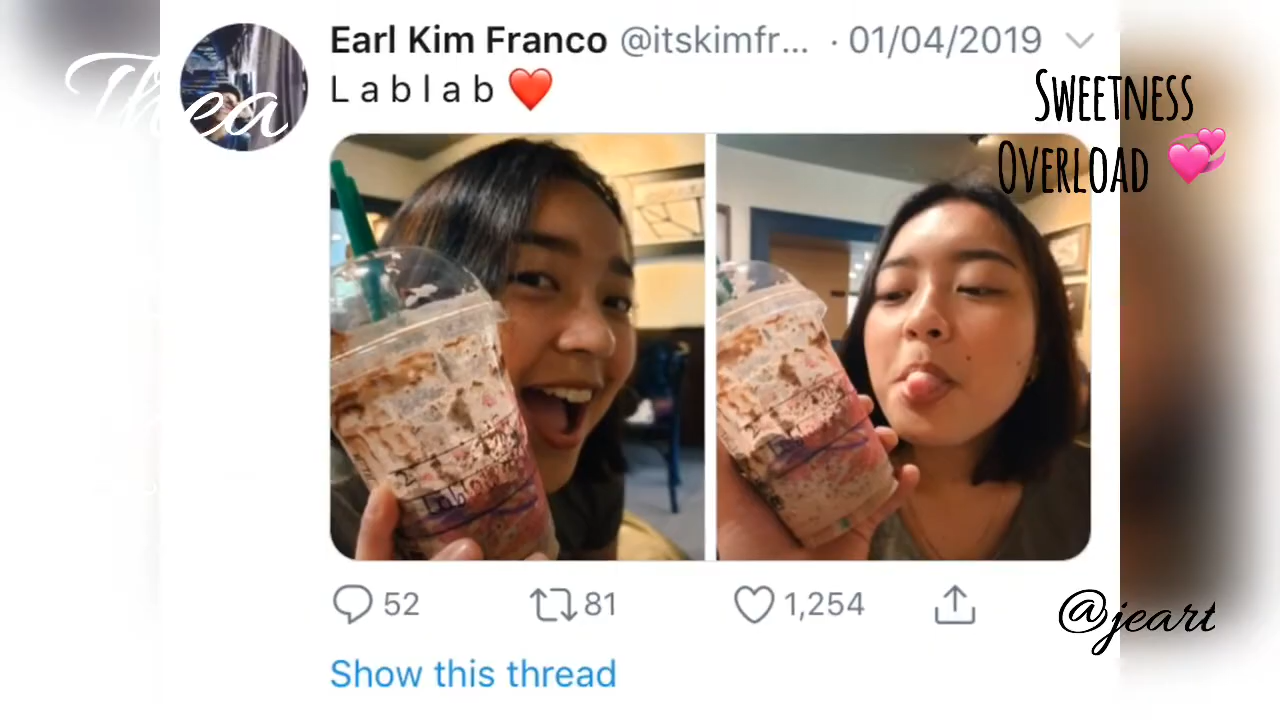 Earl Kim Franco @itskimfr... · 01/04/2019
Thea
L a b l a b ❤️
Sweetness
Overload 💞
52 81 1,254
@jeart
Show this thread